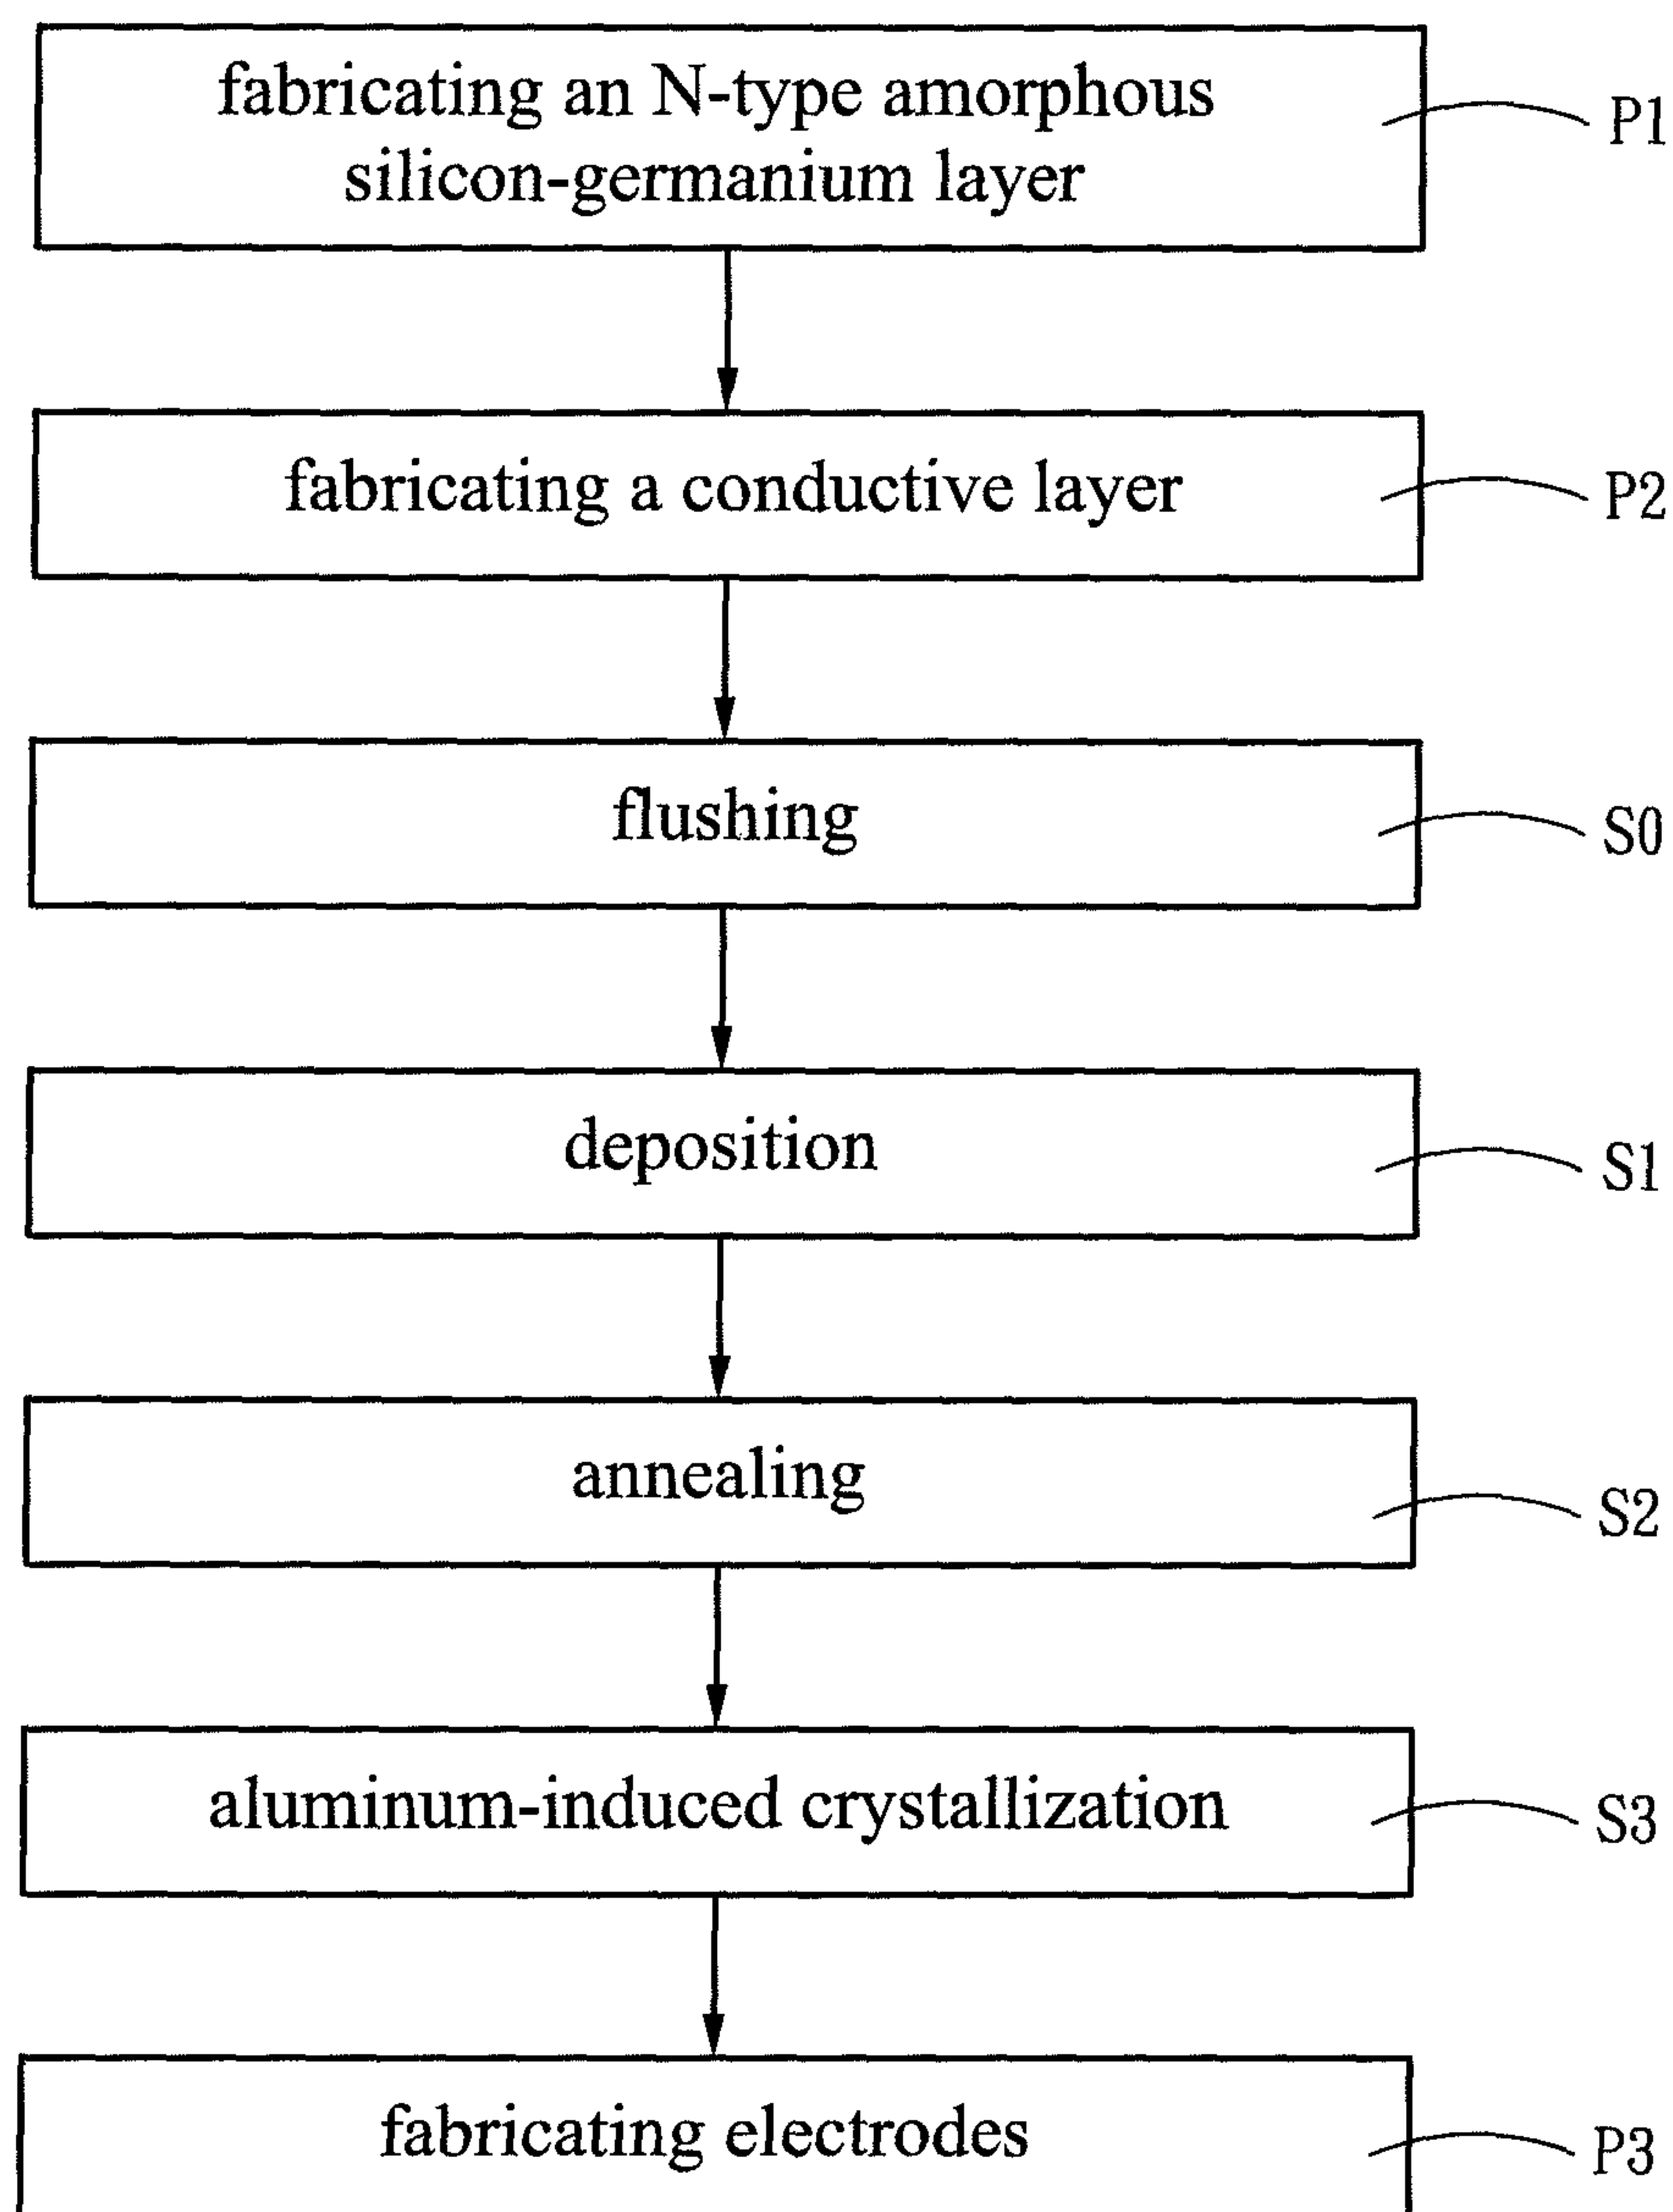 fabricating an N-type amorphous
silicon-germanium layer
P1
fabricating a conductive layer
P2
flushing
S0
deposition
S1
annealing
S2
aluminum-induced crystallization
S3
fabricating electrodes
P3